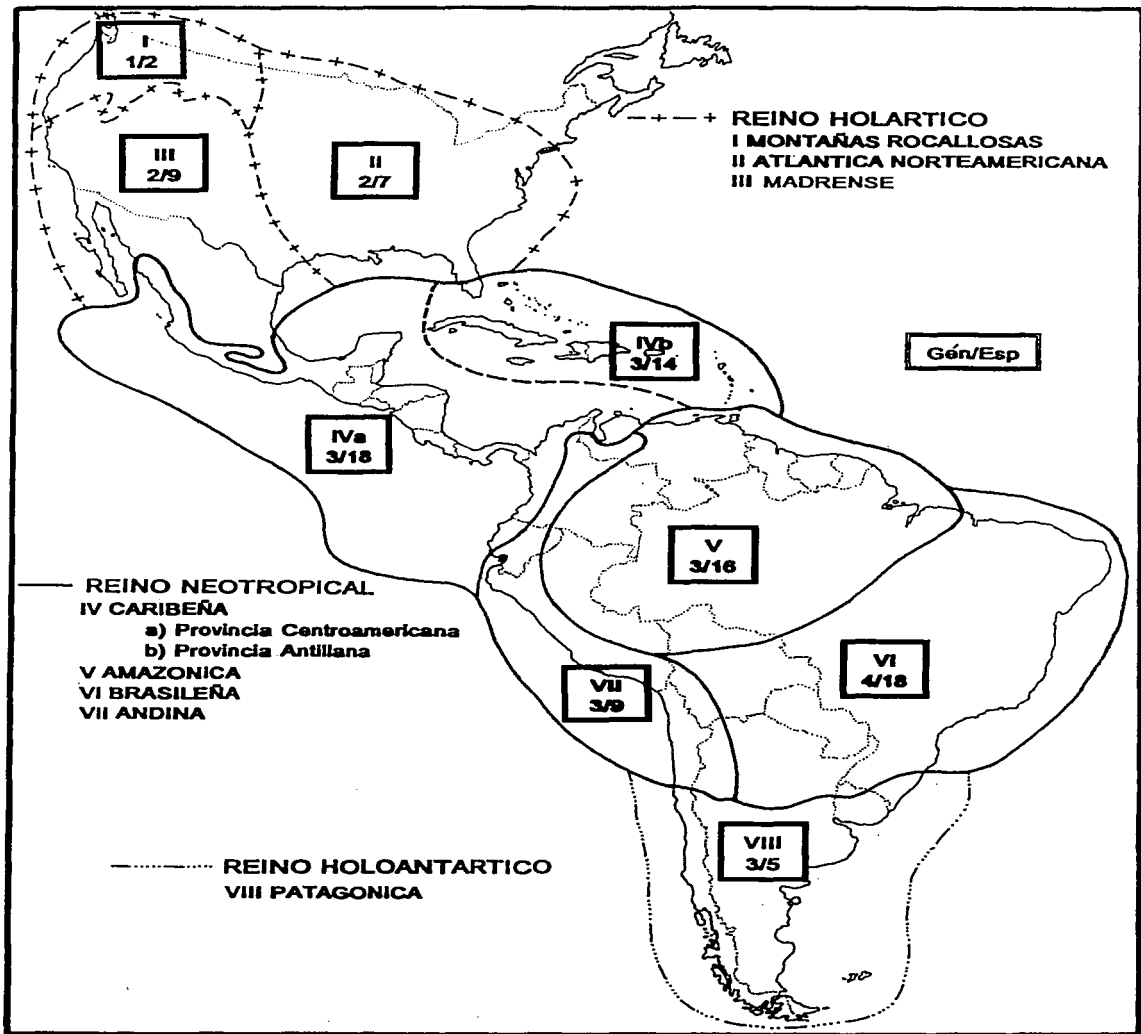 I
1/2
REINO HOLARTICO
I MONTAÑAS ROCALLOSAS
II ATLANTICA NORTEAMERICANA
III MADRENSE
III
2/9
II
2/7
IVb
3/14
Gén/Esp
IVa
3/18
V
3/16
REINO NEOTROPICAL
IV CARIBEÑA
a) Provincia Centroamericana
b) Provincia Antillana
V AMAZONICA
VI BRASILEÑA
VII ANDINA
VI
4/18
VII
3/9
VIII
3/5
REINO HOLOANTARTICO
VIII PATAGONICA